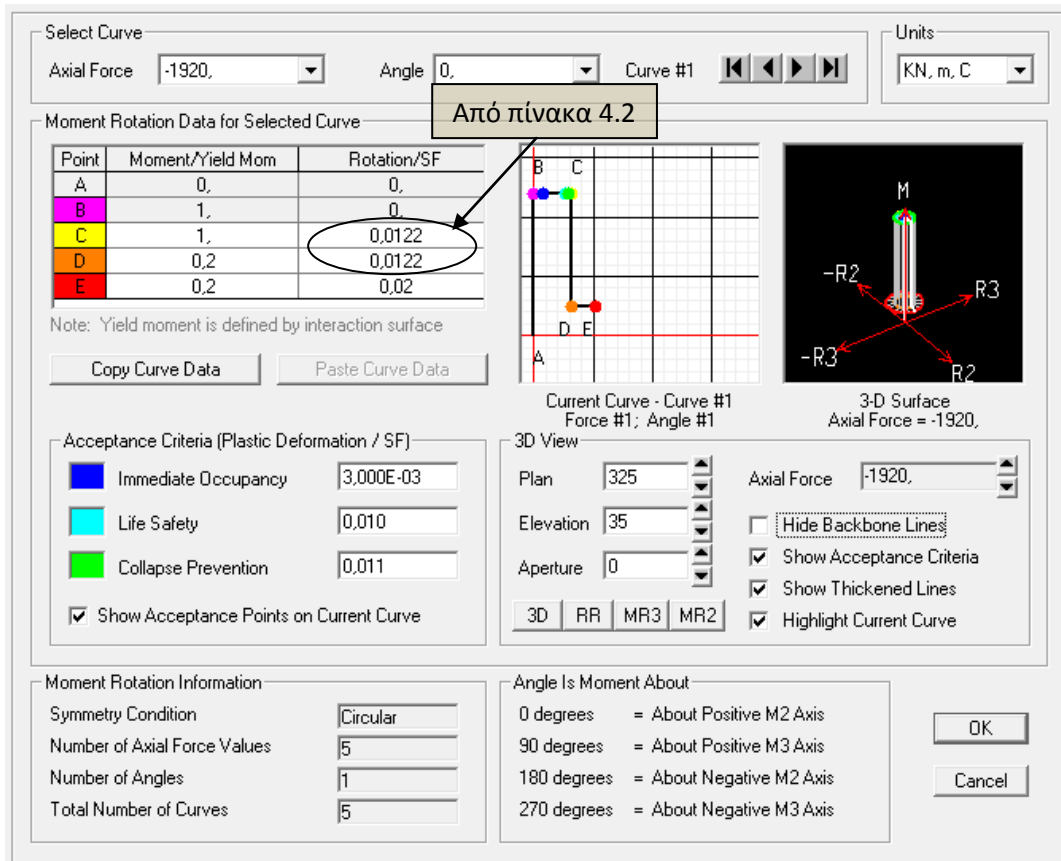 Select Curve
Axial Force -1920, Angle 0, Curve #1
Units
KN, m, C
Από πίνακα 4.2
Moment Rotation Data for Selected Curve
Point Moment/Yield Mom Rotation/SF
A 0, 0,
B 1, 0,
C 1, 0,0122
D 0,2 0,0122
E 0,2 0,02
Note: Yield moment is defined by interaction surface
Copy Curve Data Paste Curve Data
B C
D E
A
Current Curve - Curve #1
Force #1; Angle #1
M
-R2 R3
-R3 R2
3-D Surface
Axial Force = -1920,
Acceptance Criteria (Plastic Deformation / SF)
Immediate Occupancy 3,000E-03
Life Safety 0,010
Collapse Prevention 0,011
Show Acceptance Points on Current Curve
3D View
Plan 325
Elevation 35
Aperture 0
3D RR MR3 MR2
Axial Force -1920,
Hide Backbone Lines
Show Acceptance Criteria
Show Thickened Lines
Highlight Current Curve
Moment Rotation Information
Symmetry Condition Circular
Number of Axial Force Values 5
Number of Angles 1
Total Number of Curves 5
Angle Is Moment About
0 degrees = About Positive M2 Axis
90 degrees = About Positive M3 Axis
180 degrees = About Negative M2 Axis
270 degrees = About Negative M3 Axis
OK
Cancel